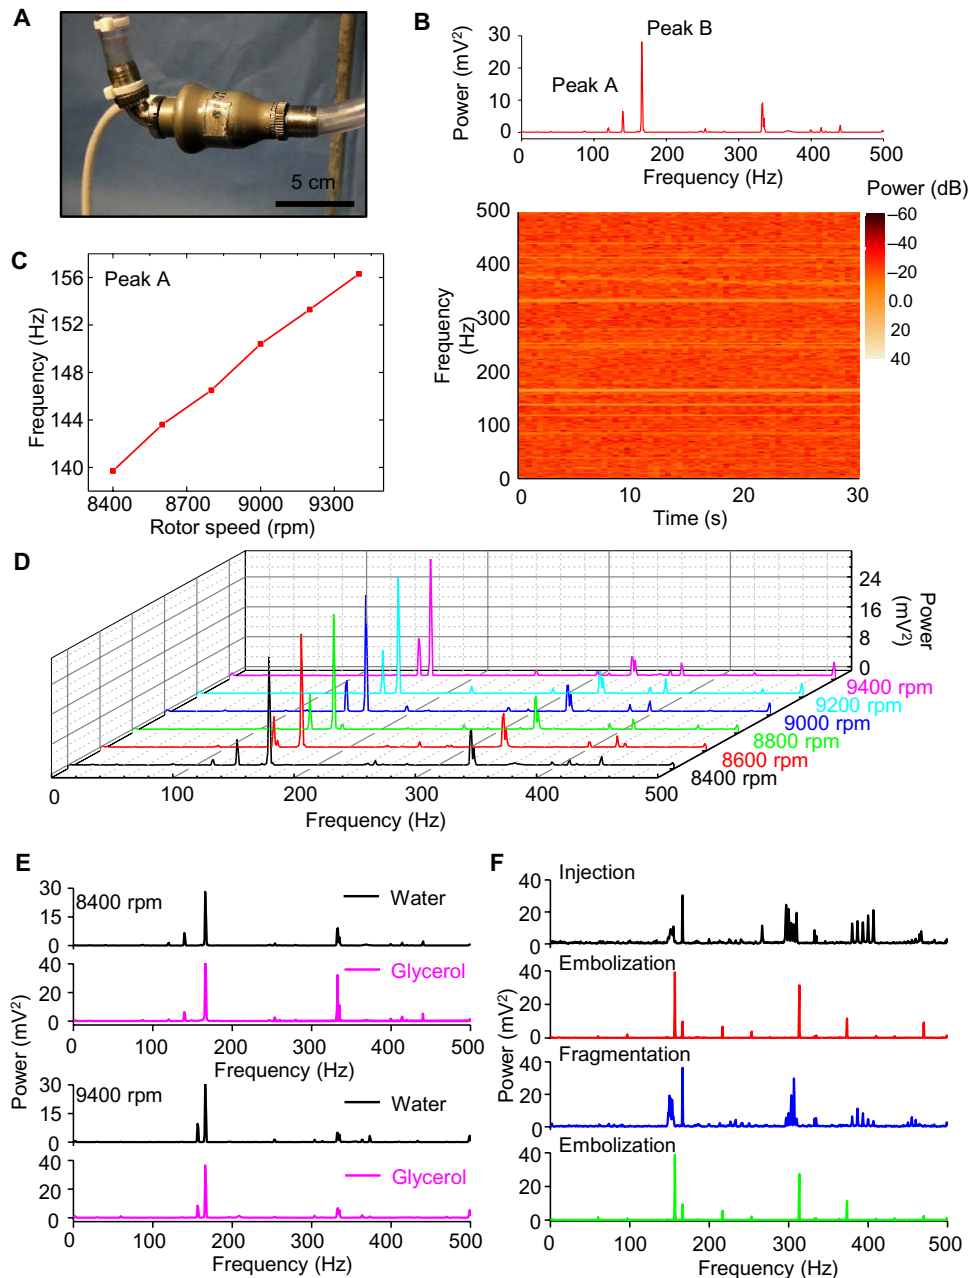 A
5 cm
B
Power (mV²)
30
20
10
0
Peak A
Peak B
0 100 200 300 400 500
Frequency (Hz)
Power (dB)
–60
–40
–20
0.0
20
40
Frequency
(Hz)
500
400
300
200
100
0
0 10 20 30
Time (s)
C
Peak A
Frequency (Hz)
156
152
148
144
140
8400 8700 9000 9300
Rotor speed (rpm)
D
24
16
8
0
Power
(mV²)
9400 rpm
9200 rpm
9000 rpm
8800 rpm
8600 rpm
8400 rpm
0 100 200 300 400 500
Frequency (Hz)
E
Power (mV²)
30
15
0
8400 rpm
Water
40
20
0
Glycerol
0 100 200 300 400 500
Frequency (Hz)
30
15
0
9400 rpm
Water
40
20
0
Glycerol
0 100 200 300 400 500
Frequency (Hz)
F
Power (mV²)
Injection
40
20
0
Embolization
40
20
0
Fragmentation
40
20
0
Embolization
40
20
0
0 100 200 300 400 500
Frequency (Hz)